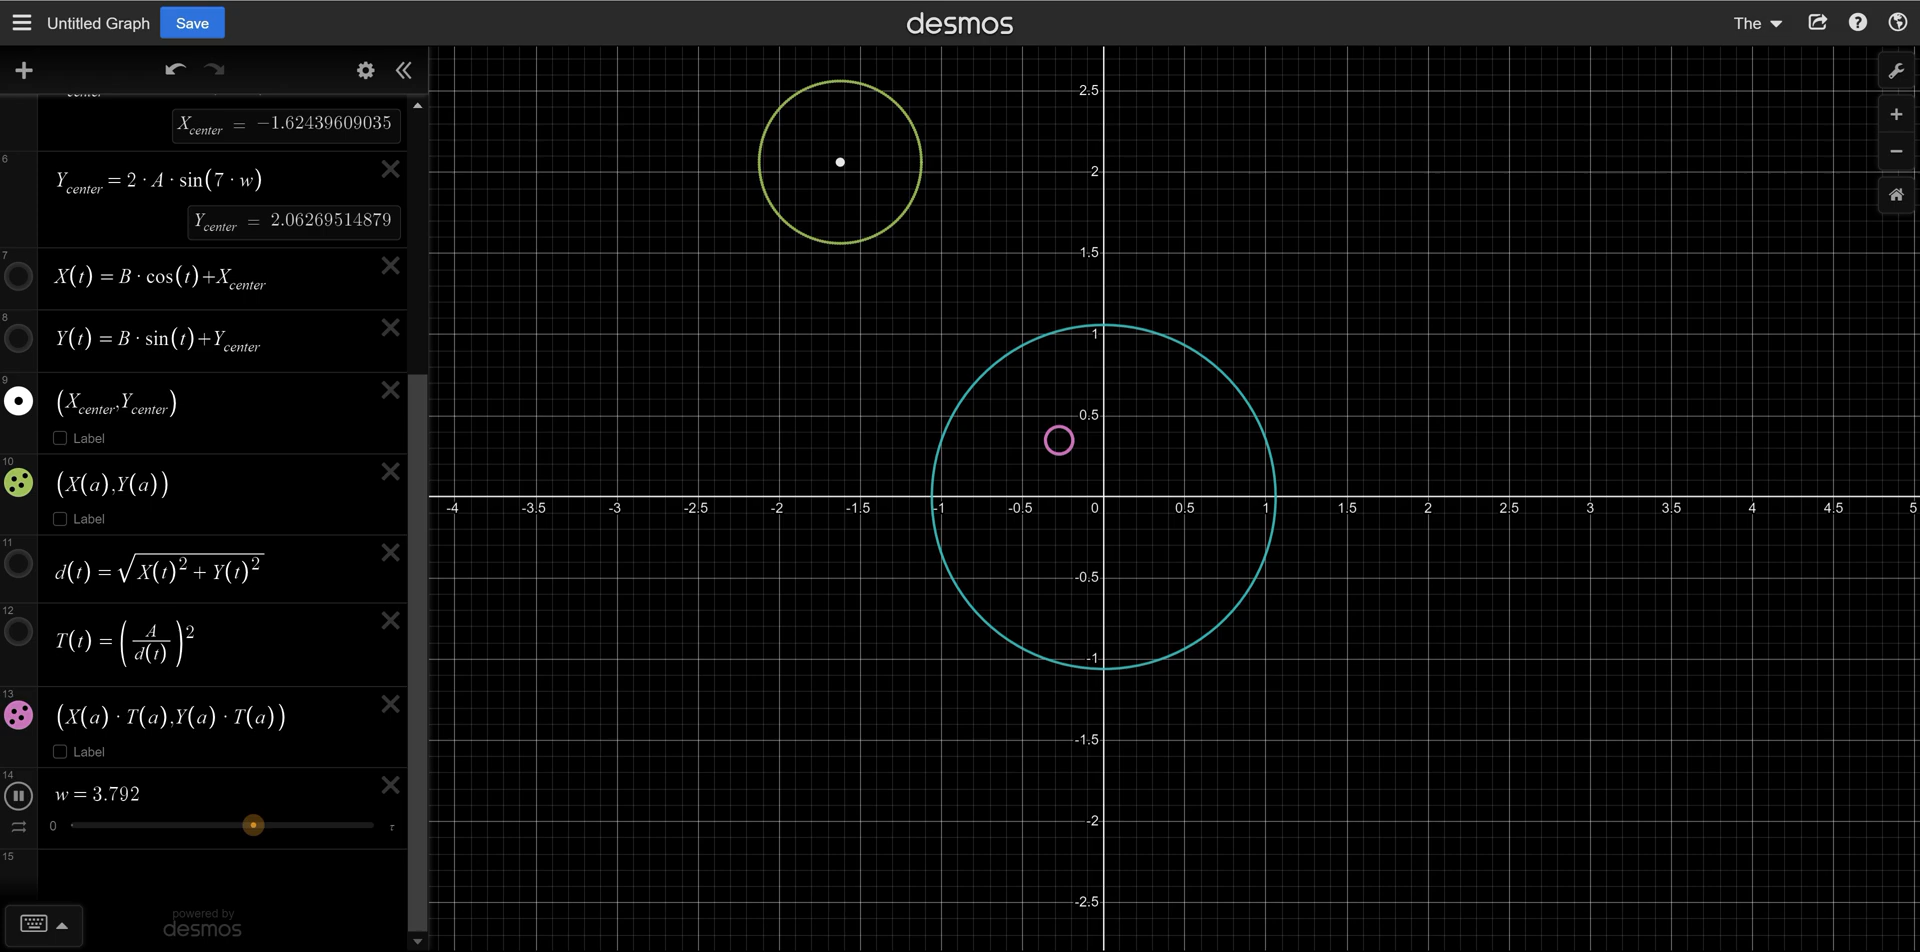 Untitled Graph Save desmos The
X_center = −1.62439609035
6
Y_center = 2 · A · sin(7 · w)
Y_center = 2.06269514879
7
X(t) = B · cos(t)+X_center
8
Y(t) = B · sin(t)+Y_center
9
(X_center,Y_center)
Label
10
(X(a),Y(a))
Label
11
d(t) = √X(t)² + Y(t)²
12
T(t) = (A/d(t))²
13
(X(a) · T(a),Y(a) · T(a))
Label
14
w = 3.792
0 τ
15
powered by
desmos
2.5
2
1.5
1
0.5
-4 -3.5 -3 -2.5 -2 -1.5 -1 -0.5 0 0.5 1 1.5 2 2.5 3 3.5 4 4.5 5
-0.5
-1
-1.5
-2
-2.5